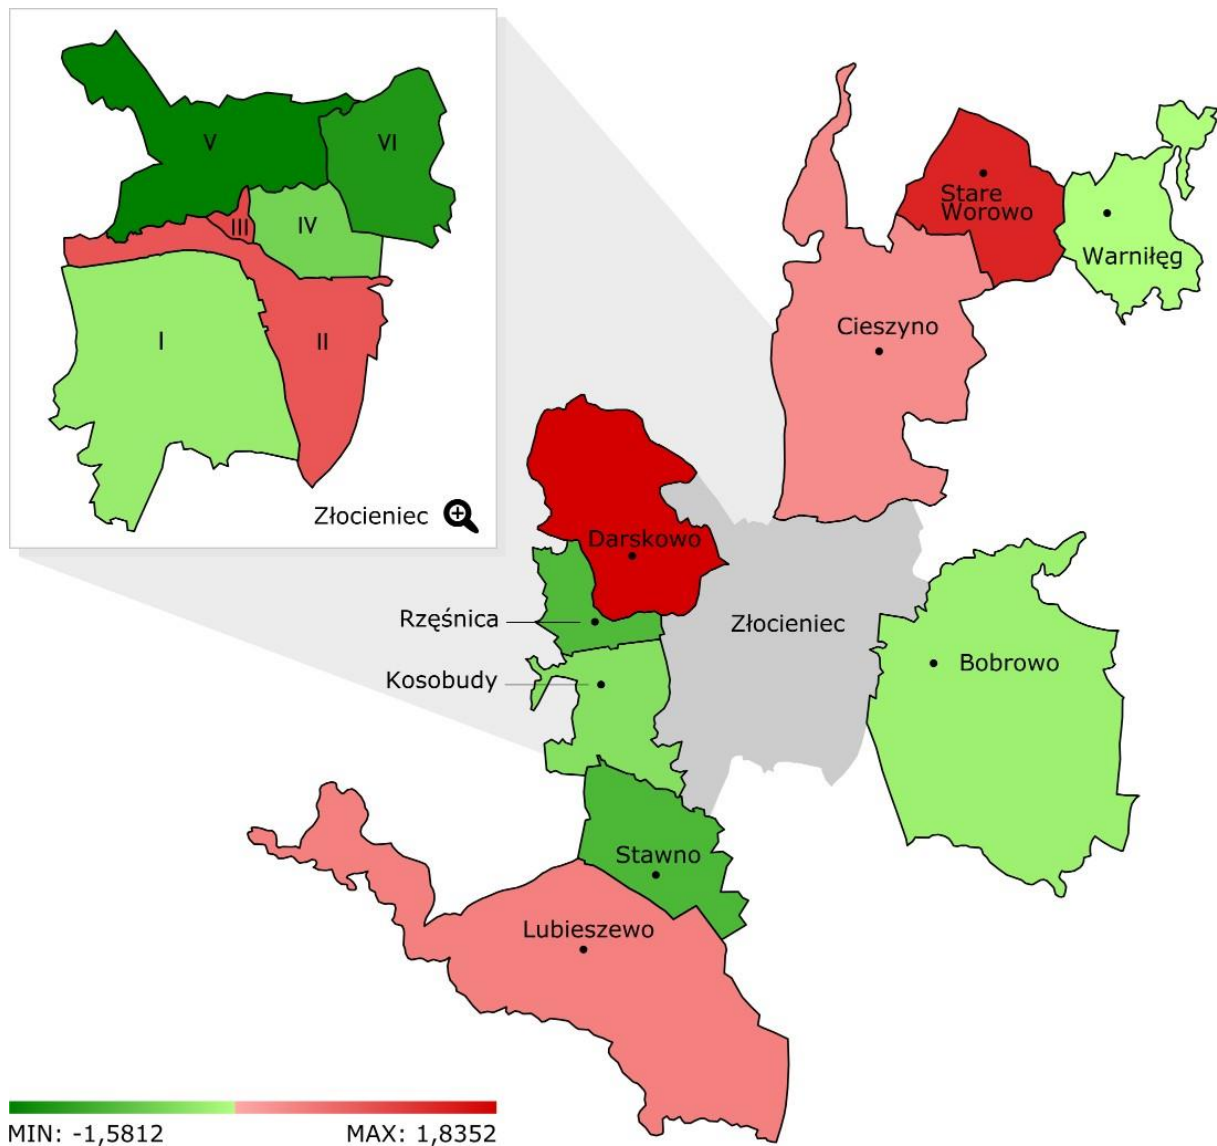 V
VI
III
IV
I
II
Złocieniec
Stare
Worowo
Warniłęg
Cieszyno
Darskowo
Rzęśnica
Złocieniec
Kosobudy
Bobrowo
Stawno
Lubieszewo
MIN: -1,5812
MAX: 1,8352